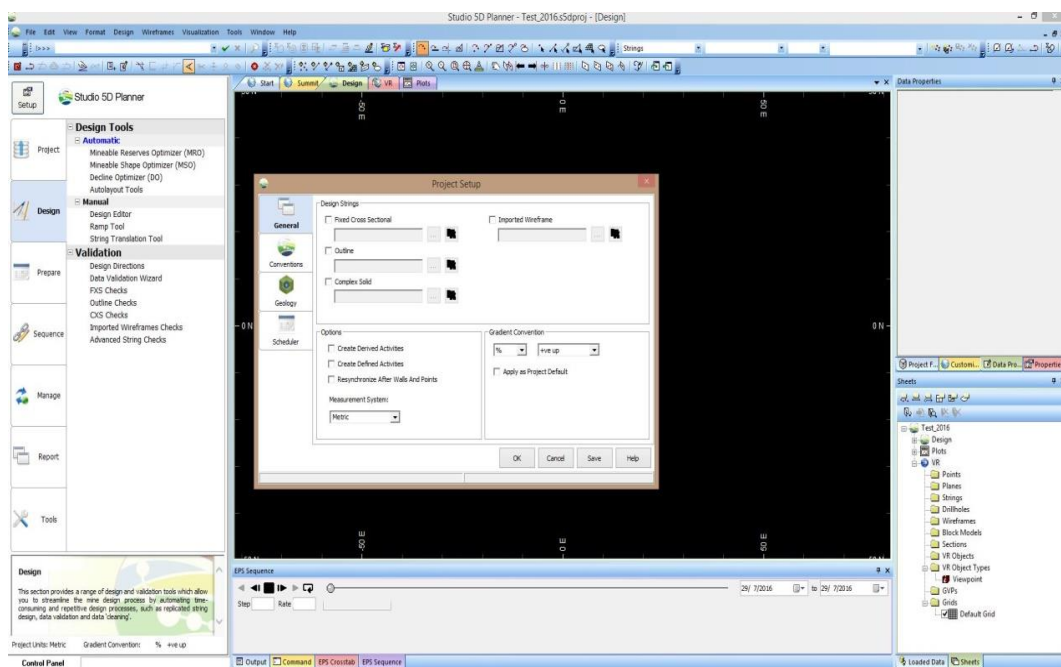 Studio 5D Planner - Test_2016.s5dproj - [Design]
File Edit View Format Design Wireframes Visualization Tools Window Help
Strings
Start Summit Design VR Plots
Data Properties
Setup
Studio 5D Planner
Project
Design
Prepare
Sequence
Manage
Report
Tools
Design Tools
Automatic
Mineable Reserves Optimizer (MRO)
Mineable Shape Optimizer (MSO)
Decline Optimizer (DO)
Autolayout Tools
Manual
Design Editor
Ramp Tool
String Translation Tool
Validation
Design Directions
Data Validation Wizard
FXS Checks
Outline Checks
CXS Checks
Imported Wireframes Checks
Advanced String Checks
Design
This section provides a range of design and validation tools which allow
you to streamline the mine design process by automating time-
consuming and repetitive design processes, such as replicated string
design, data validation and data 'cleaning'.
Project Units: Metric Gradient Convention: % +ve up
Control Panel
-50 E
0 E
50 E
0 N
0 N
Project Setup
General
Conventions
Geology
Scheduler
Design Strings
Fixed Cross Sectional
Imported Wireframe
Outline
Complex Solid
Options
Create Derived Activities
Create Defined Activities
Resynchronize After Walls And Points
Measurement System:
Metric
Gradient Convention
% +ve up
Apply as Project Default
OK Cancel Save Help
-50 E
0 E
50 E
EPS Sequence
29/ 7/2016 to 29/ 7/2016
Step Rate
Output Command EPS Crosstab EPS Sequence
Project F... Customi... Data Pro... Propertie
Sheets
Test_2016
Design
Plots
VR
Points
Planes
Strings
Drillholes
Wireframes
Block Models
Sections
VR Objects
VR Object Types
Viewpoint
GVPs
Grids
Default Grid
Loaded Data Sheets